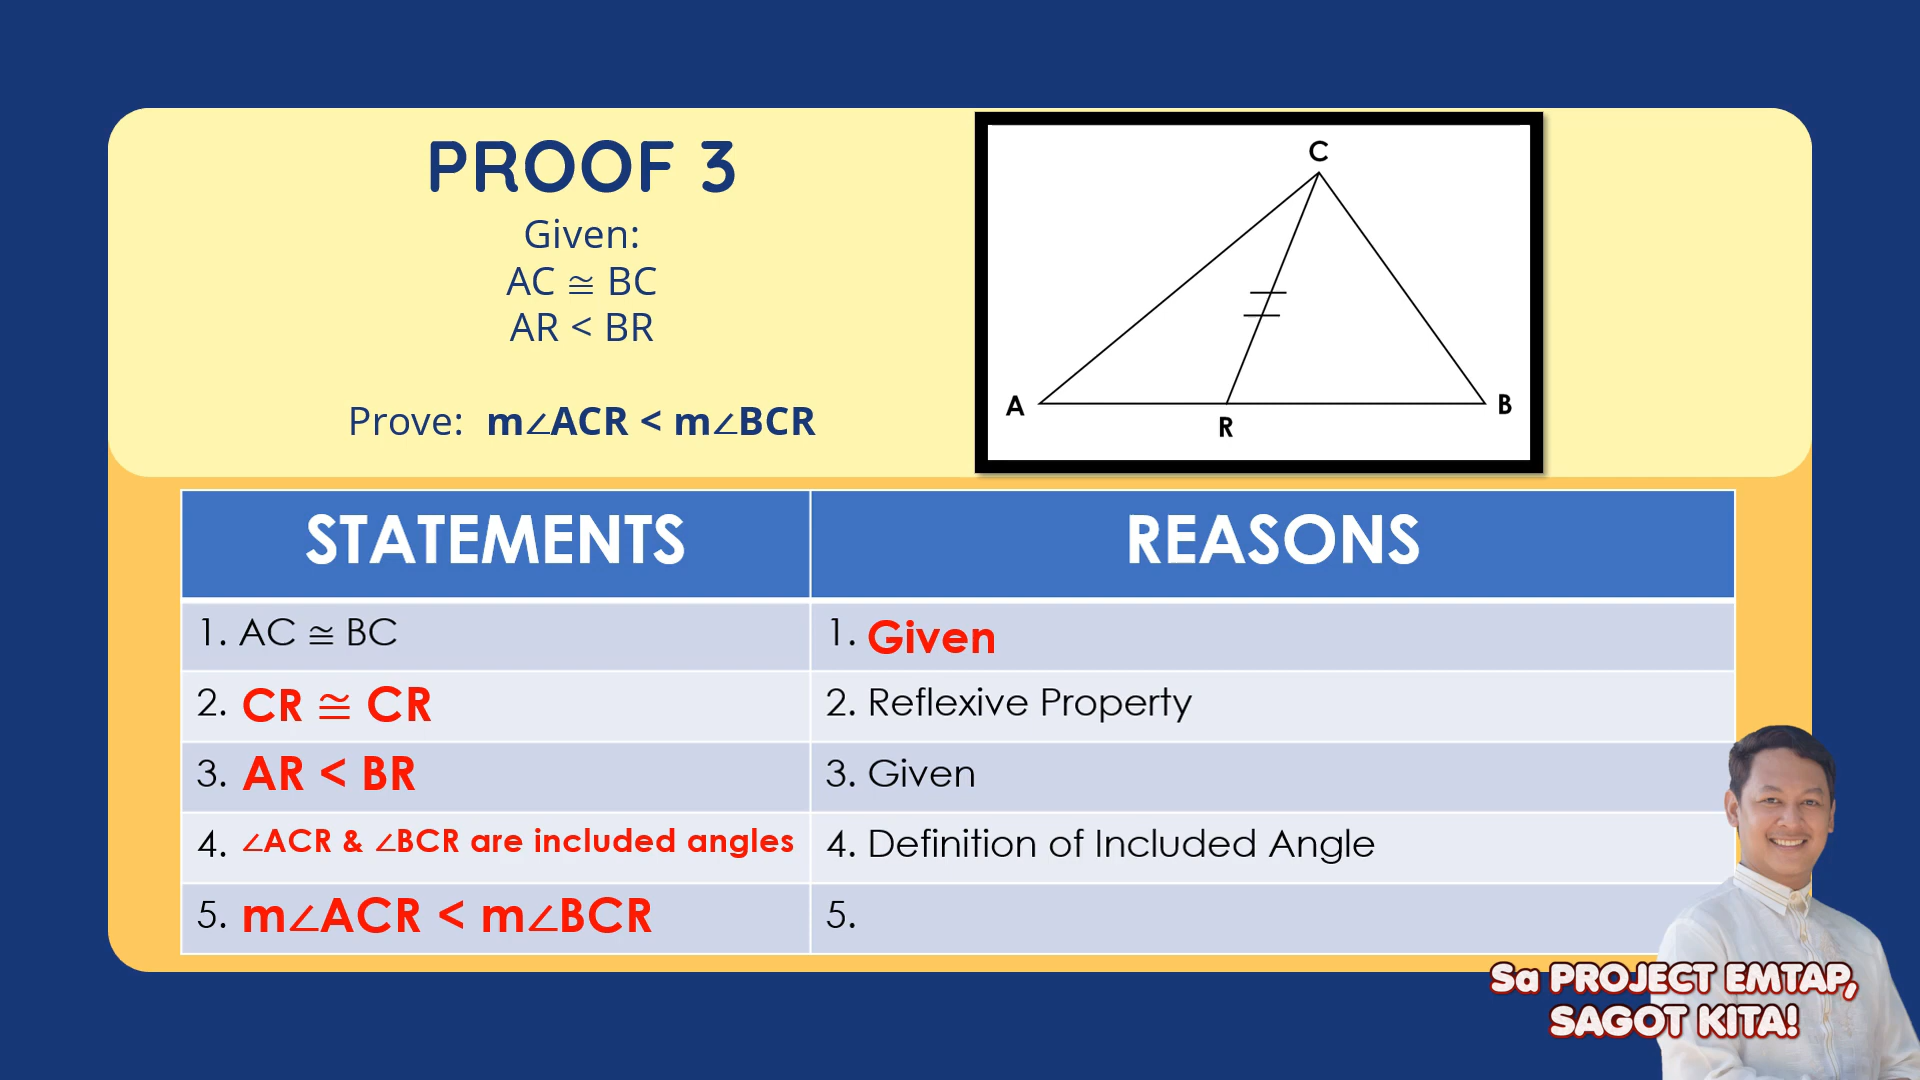 PROOF 3
Given:
AC ≅ BC
AR < BR
Prove: m∠ACR < m∠BCR
C
A
B
R
STATEMENTS
REASONS
1. AC ≅ BC
1. Given
2. CR ≅ CR
2. Reflexive Property
3. AR < BR
3. Given
4. ∠ACR & ∠BCR are included angles
4. Definition of Included Angle
5. m∠ACR < m∠BCR
5.
Sa PROJECT EMTAP,
SAGOT KITA!